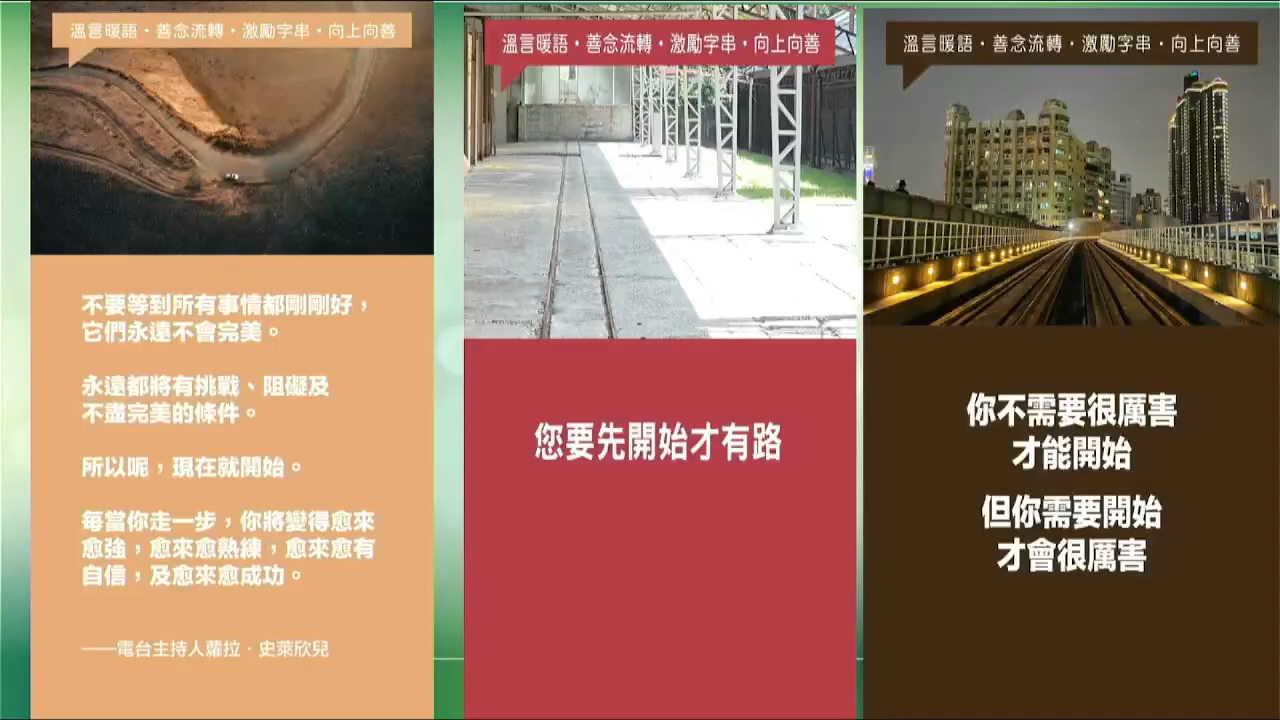 溫言暖語・善念流轉・激勵字串・向上向善
不要等到所有事情都剛剛好，
它們永遠不會完美。
永遠都將有挑戰、阻礙及
不盡完美的條件。
所以呢，現在就開始。
每當你走一步，你將變得愈來
愈強，愈來愈熟練，愈來愈有
自信，及愈來愈成功。
——電台主持人蘿拉・史萊欣兒
溫言暖語・善念流轉・激勵字串・向上向善
您要先開始才有路
溫言暖語・善念流轉・激勵字串・向上向善
你不需要很厲害
才能開始
但你需要開始
才會很厲害